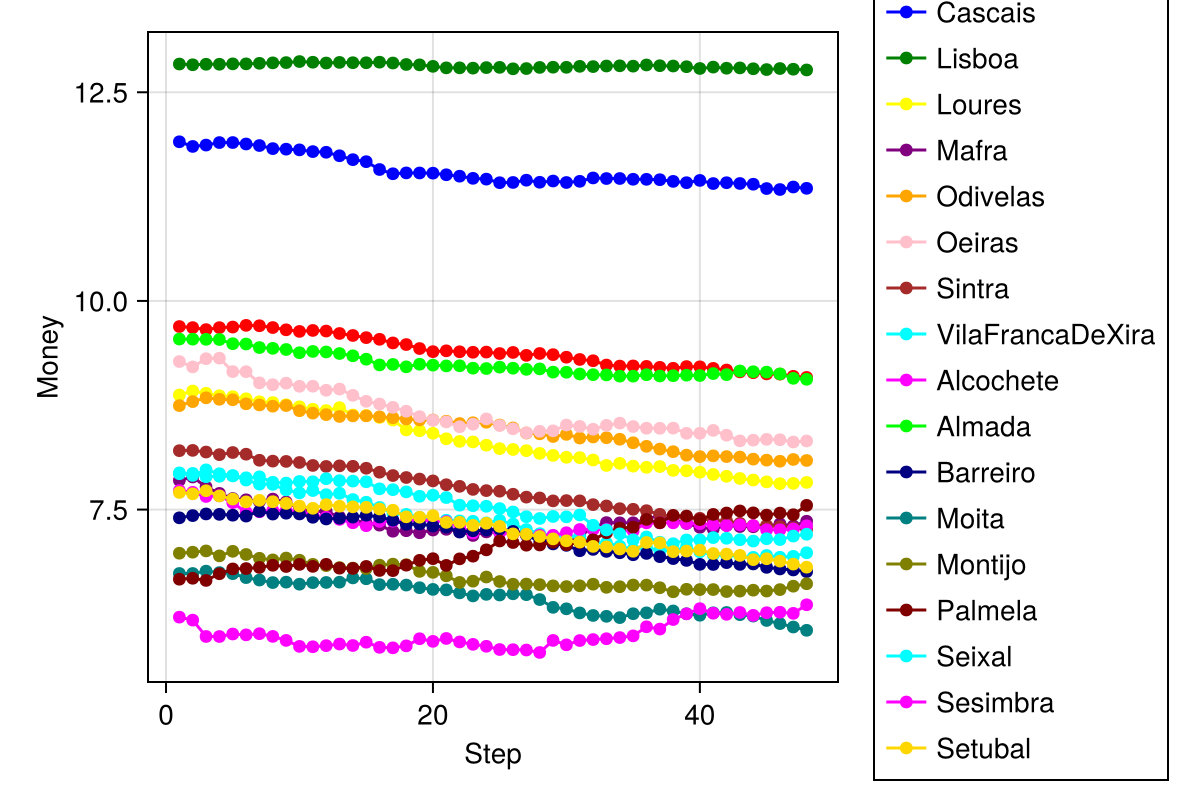 12.5
10.0
7.5
0
20
40
Money
Step
Cascais
Lisboa
Loures
Mafra
Odivelas
Oeiras
Sintra
VilaFrancaDeXira
Alcochete
Almada
Barreiro
Moita
Montijo
Palmela
Seixal
Sesimbra
Setubal